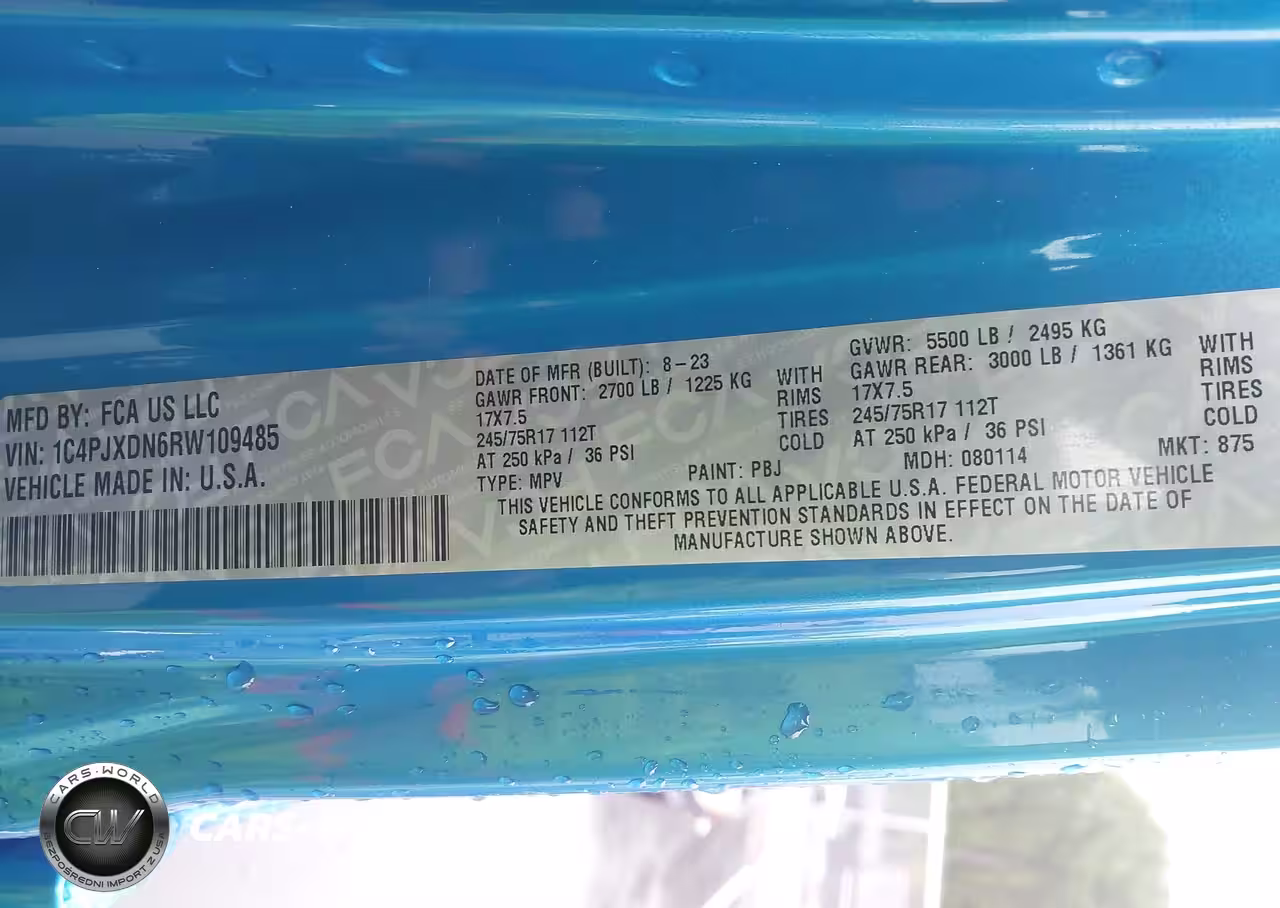 MFD BY: FCA US LLC
VIN: 1C4PJXDN6RW109485
VEHICLE MADE IN: U.S.A.
DATE OF MFR (BUILT): 8-23
GAWR FRONT: 2700 LB / 1225 KG WITH
17X7.5 RIMS
245/75R17 112T TIRES
AT 250 kPa / 36 PSI COLD
GVWR: 5500 LB / 2495 KG
GAWR REAR: 3000 LB / 1361 KG WITH
17X7.5 RIMS
245/75R17 112T TIRES
AT 250 kPa / 36 PSI COLD
TYPE: MPV PAINT: PBJ MDH: 080114 MKT: 875
THIS VEHICLE CONFORMS TO ALL APPLICABLE U.S.A. FEDERAL MOTOR VEHICLE
SAFETY AND THEFT PREVENTION STANDARDS IN EFFECT ON THE DATE OF
MANUFACTURE SHOWN ABOVE.
CARS-WORLD
CW
BEZPOŚREDNI IMPORT Z USA
CARS-